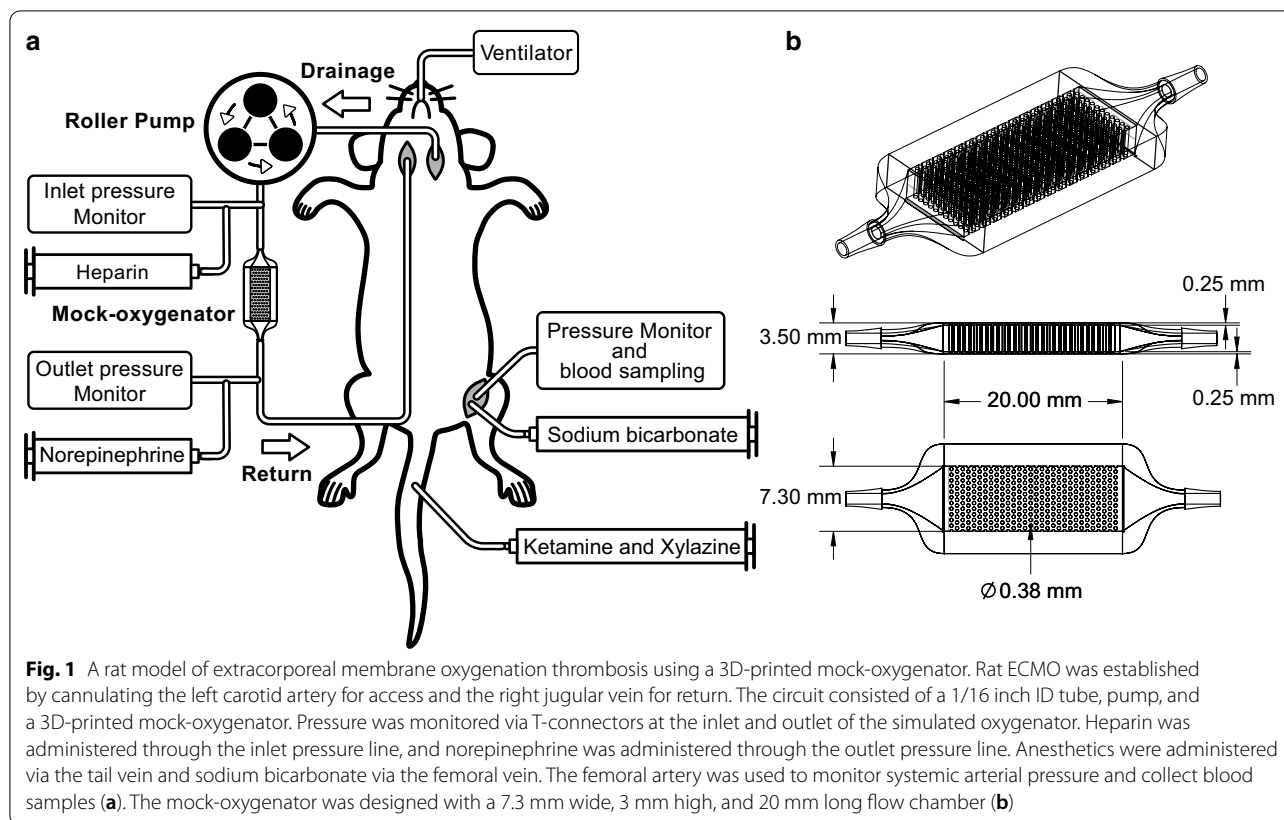 a
Ventilator
Drainage
Roller Pump
Inlet pressure
Monitor
Heparin
Mock-oxygenator
Outlet pressure
Monitor
Norepinephrine
Return
Pressure Monitor
and
blood sampling
Sodium bicarbonate
Ketamine and Xylazine
b
0.25 mm
3.50 mm
20.00 mm
0.25 mm
7.30 mm
∅0.38 mm
Fig. 1 A rat model of extracorporeal membrane oxygenation thrombosis using a 3D-printed mock-oxygenator. Rat ECMO was established
by cannulating the left carotid artery for access and the right jugular vein for return. The circuit consisted of a 1/16 inch ID tube, pump, and
a 3D-printed mock-oxygenator. Pressure was monitored via T-connectors at the inlet and outlet of the simulated oxygenator. Heparin was
administered through the inlet pressure line, and norepinephrine was administered through the outlet pressure line. Anesthetics were administered
via the tail vein and sodium bicarbonate via the femoral vein. The femoral artery was used to monitor systemic arterial pressure and collect blood
samples (a). The mock-oxygenator was designed with a 7.3 mm wide, 3 mm high, and 20 mm long flow chamber (b)